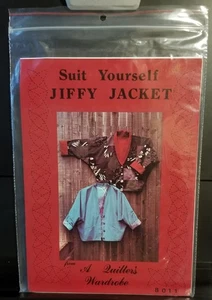 Suit Yourself
JIFFY JACKET
from
A Quilter's
Wardrobe